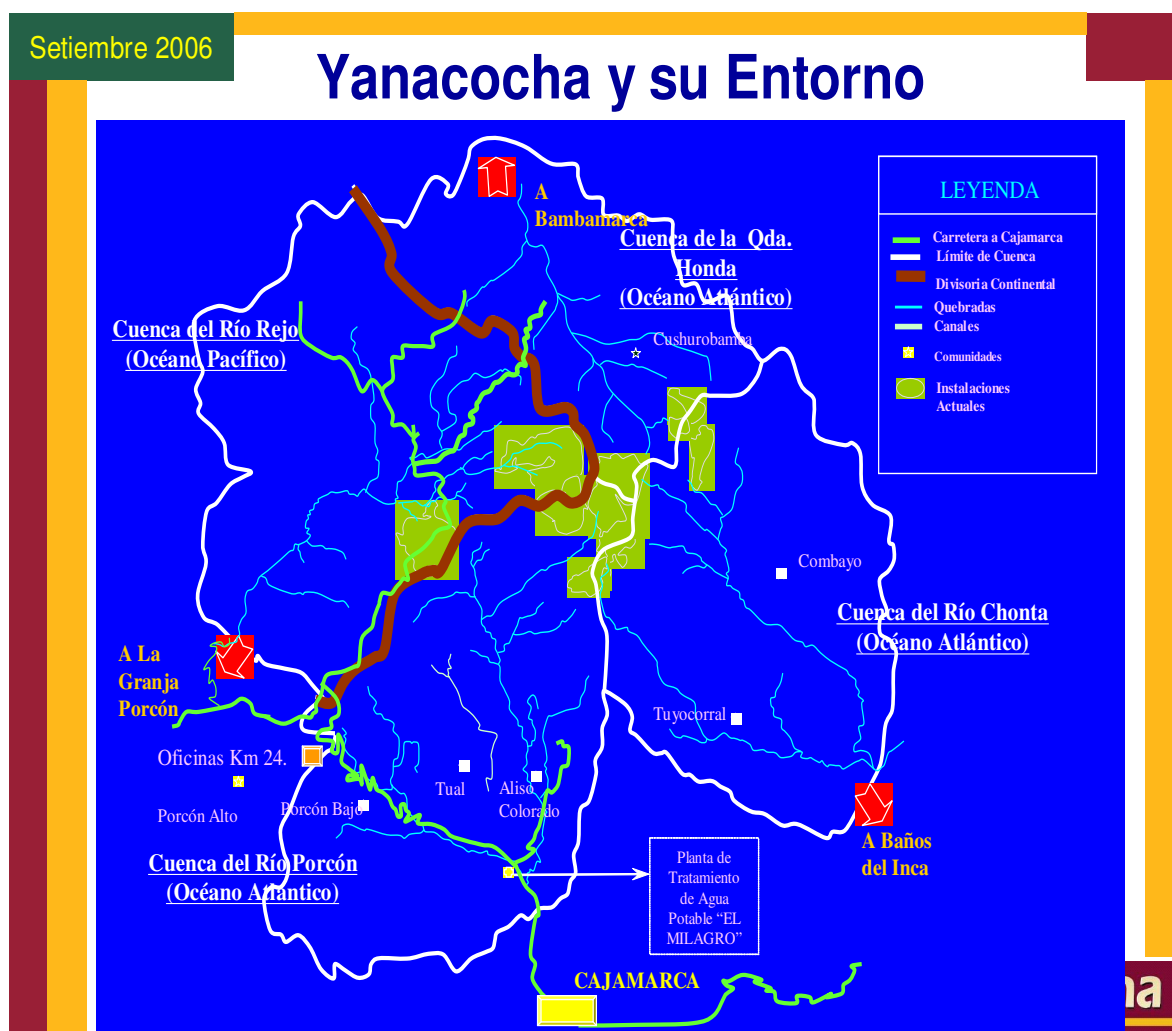 Setiembre 2006
Yanacocha y su Entorno
A
Bambamarca
Cuenca de la Qda.
Honda
(Océano Atlántico)
LEYENDA
Carretera a Cajamarca
Límite de Cuenca
Divisoria Continental
Quebradas
Canales
Comunidades
Instalaciones
Actuales
Cuenca del Río Rejo
(Océano Pacífico)
Cushurobamba
Combayo
Cuenca del Río Chonta
(Océano Atlántico)
A La
Granja
Porcón
Tuyocorral
Oficinas Km 24.
Porcón Alto
Porcón Bajo
Tual
Aliso
Colorado
A Baños
del Inca
Cuenca del Río Porcón
(Océano Atlántico)
Planta de
Tratamiento
de Agua
Potable “EL
MILAGRO”
CAJAMARCA
na